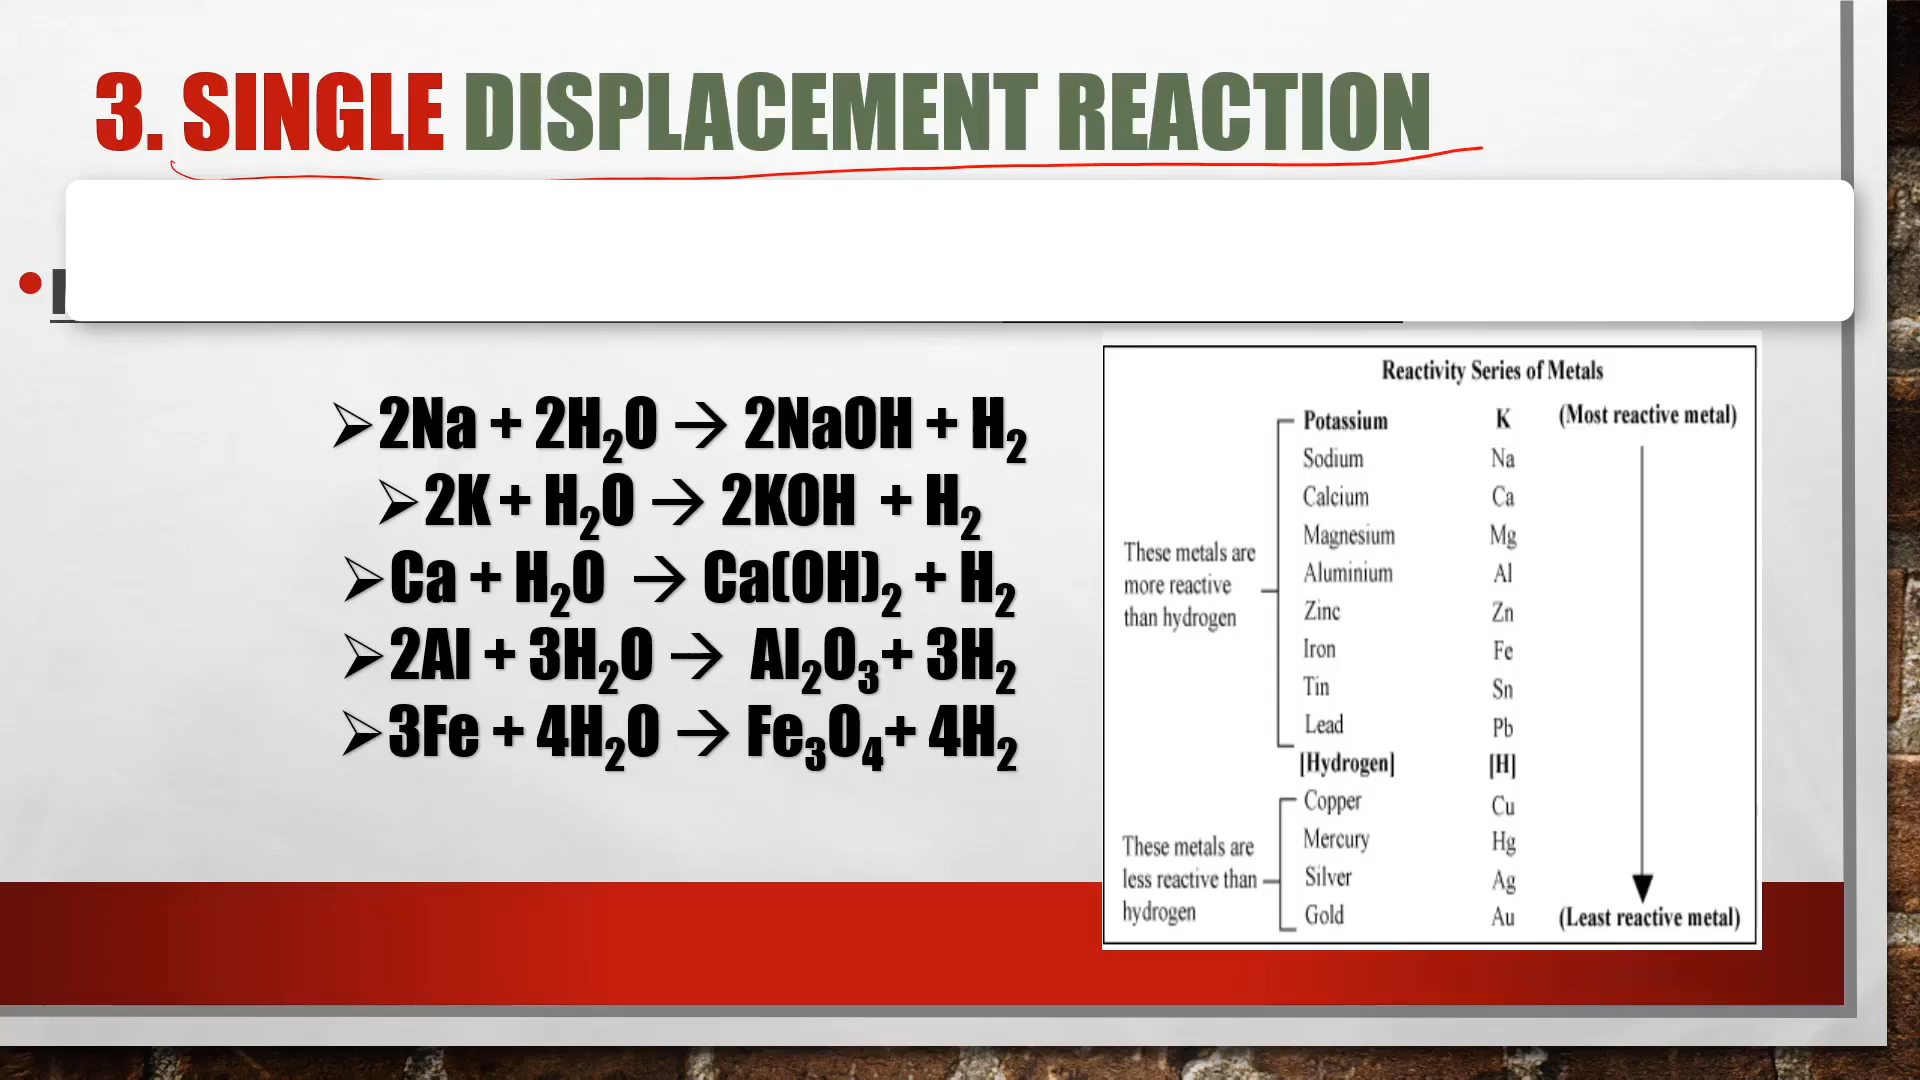 3. SINGLE DISPLACEMENT REACTION
➢2Na + 2H₂O → 2NaOH + H₂
➢2K + H₂O → 2KOH + H₂
➢Ca + H₂O → Ca(OH)₂ + H₂
➢2Al + 3H₂O → Al₂O₃+ 3H₂
➢3Fe + 4H₂O → Fe₃O₄+ 4H₂
Reactivity Series of Metals
Potassium K (Most reactive metal)
Sodium Na
Calcium Ca
Magnesium Mg
Aluminium Al
Zinc Zn
Iron Fe
Tin Sn
Lead Pb
These metals are
more reactive
than hydrogen
[Hydrogen] [H]
Copper Cu
Mercury Hg
Silver Ag
Gold Au (Least reactive metal)
These metals are
less reactive than
hydrogen